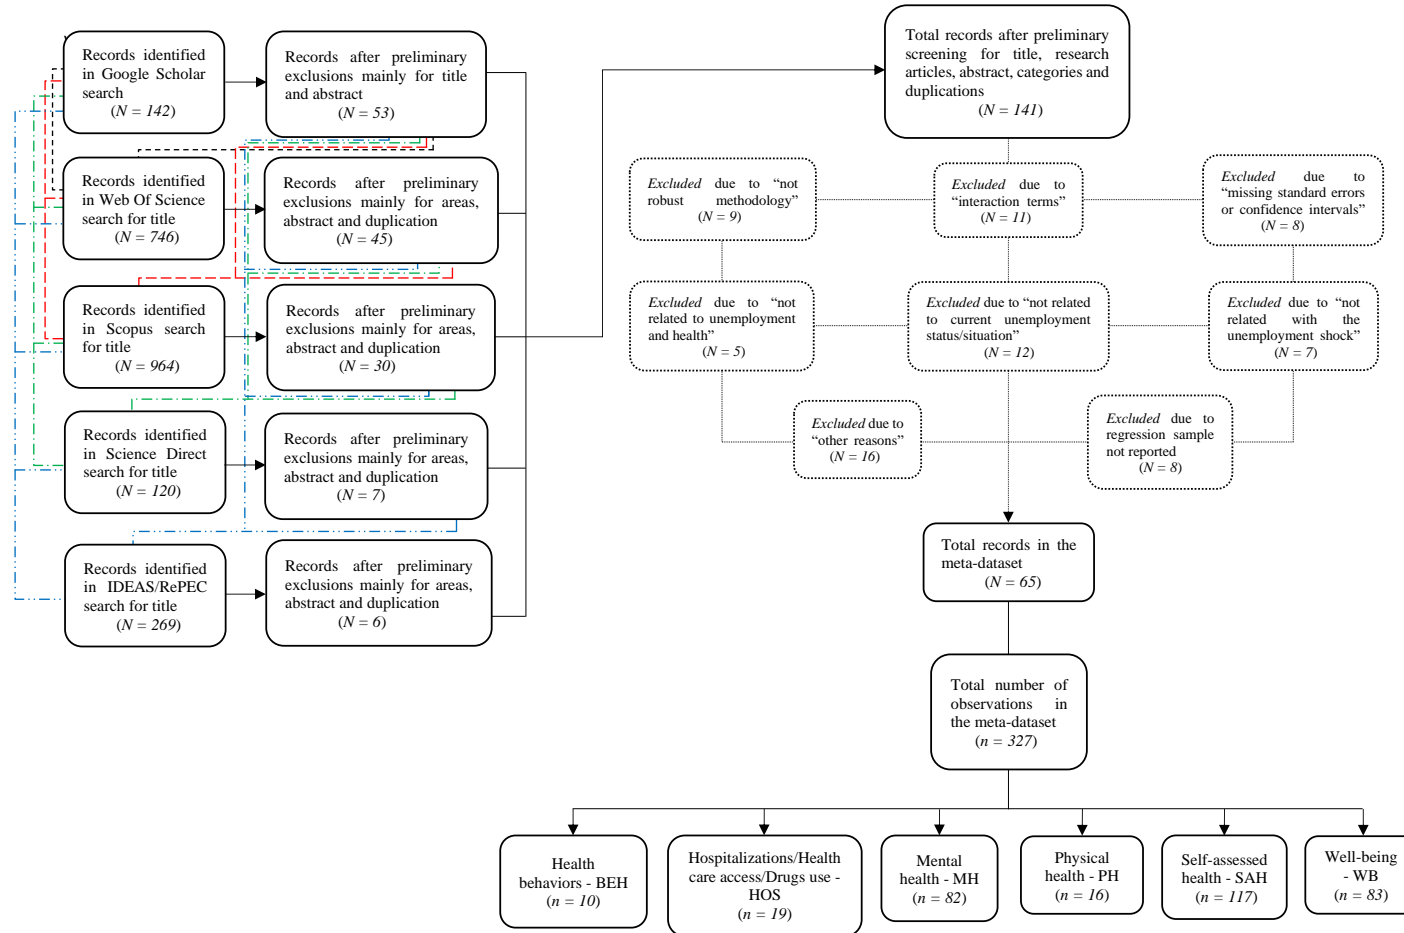 Records identified
in Google Scholar
search
(N = 142)
Records after preliminary
exclusions mainly for title
and abstract
(N = 53)
Records identified
in Web Of Science
search for title
(N = 746)
Records after preliminary
exclusions mainly for areas,
abstract and duplication
(N = 45)
Records identified
in Scopus search
for title
(N = 964)
Records after preliminary
exclusions mainly for areas,
abstract and duplication
(N = 30)
Records identified
in Science Direct
search for title
(N = 120)
Records after preliminary
exclusions mainly for areas,
abstract and duplication
(N = 7)
Records identified
in IDEAS/RePEC
search for title
(N = 269)
Records after preliminary
exclusions mainly for areas,
abstract and duplication
(N = 6)
Total records after preliminary
screening for title, research
articles, abstract, categories and
duplications
(N = 141)
Excluded due to “not
robust methodology”
(N = 9)
Excluded due to
“interaction terms”
(N = 11)
Excluded due to
“missing standard errors
or confidence intervals”
(N = 8)
Excluded due to “not
related to unemployment
and health”
(N = 5)
Excluded due to “not related
to current unemployment
status/situation”
(N = 12)
Excluded due to “not
related with the
unemployment shock”
(N = 7)
Excluded due to
“other reasons”
(N = 16)
Excluded due to
regression sample
not reported
(N = 8)
Total records in the
meta-dataset
(N = 65)
Total number of
observations in
the meta-dataset
(n = 327)
Health
behaviors - BEH
(n = 10)
Hospitalizations/Health
care access/Drugs use -
HOS
(n = 19)
Mental
health - MH
(n = 82)
Physical
health - PH
(n = 16)
Self-assessed
health - SAH
(n = 117)
Well-being
- WB
(n = 83)